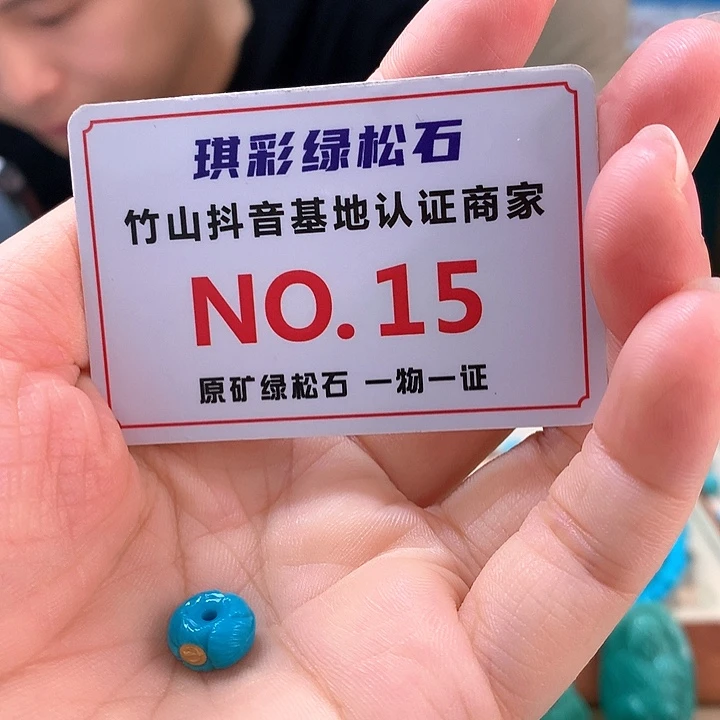 琪彩绿松石
竹山抖音基地认证商家
NO.15
原矿绿松石 一物一证